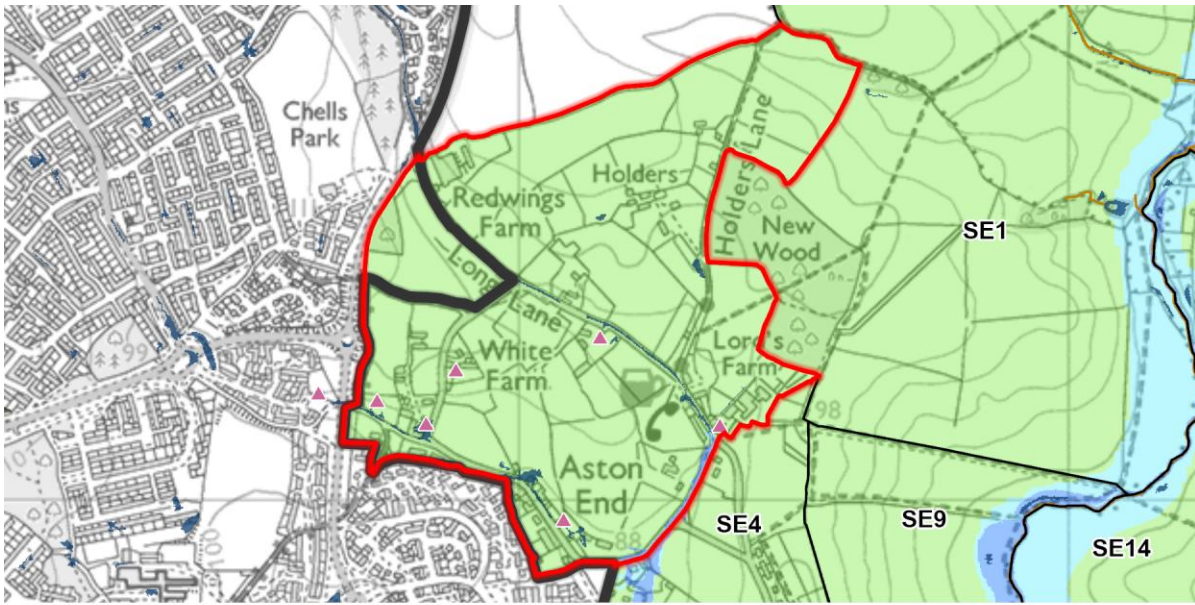 Chells
Park
Redwings
Farm
Holders
Holders Lane
New
Wood
SE1
Long Lane
White
Farm
Lord's
Farm
99
98
Aston
End
88
100
SE4
SE9
SE14